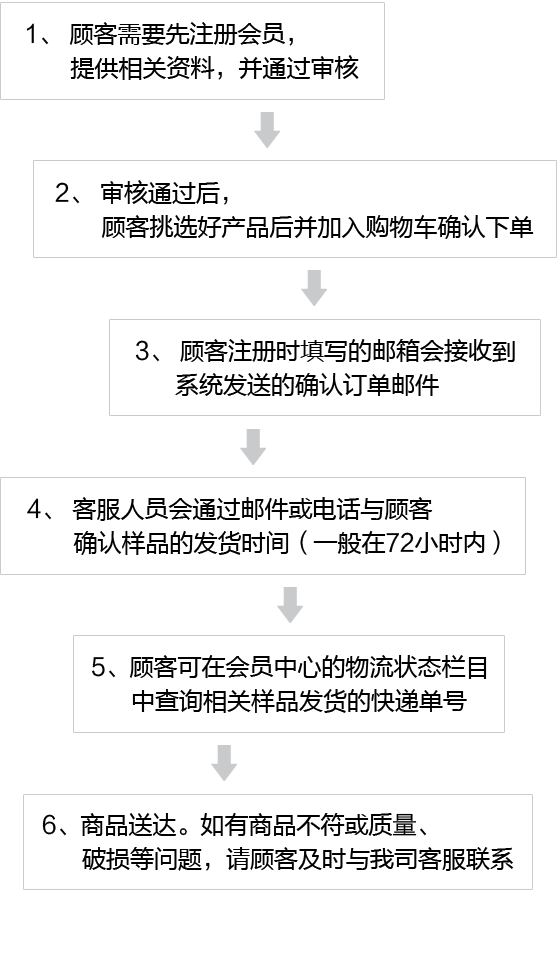 1、 顾客需要先注册会员，
提供相关资料，并通过审核
2、 审核通过后，
顾客挑选好产品后并加入购物车确认下单
3、 顾客注册时填写的邮箱会接收到
系统发送的确认订单邮件
4、 客服人员会通过邮件或电话与顾客
确认样品的发货时间（一般在72小时内）
5、顾客可在会员中心的物流状态栏目
中查询相关样品发货的快递单号
6、商品送达。如有商品不符或质量、
破损等问题，请顾客及时与我司客服联系